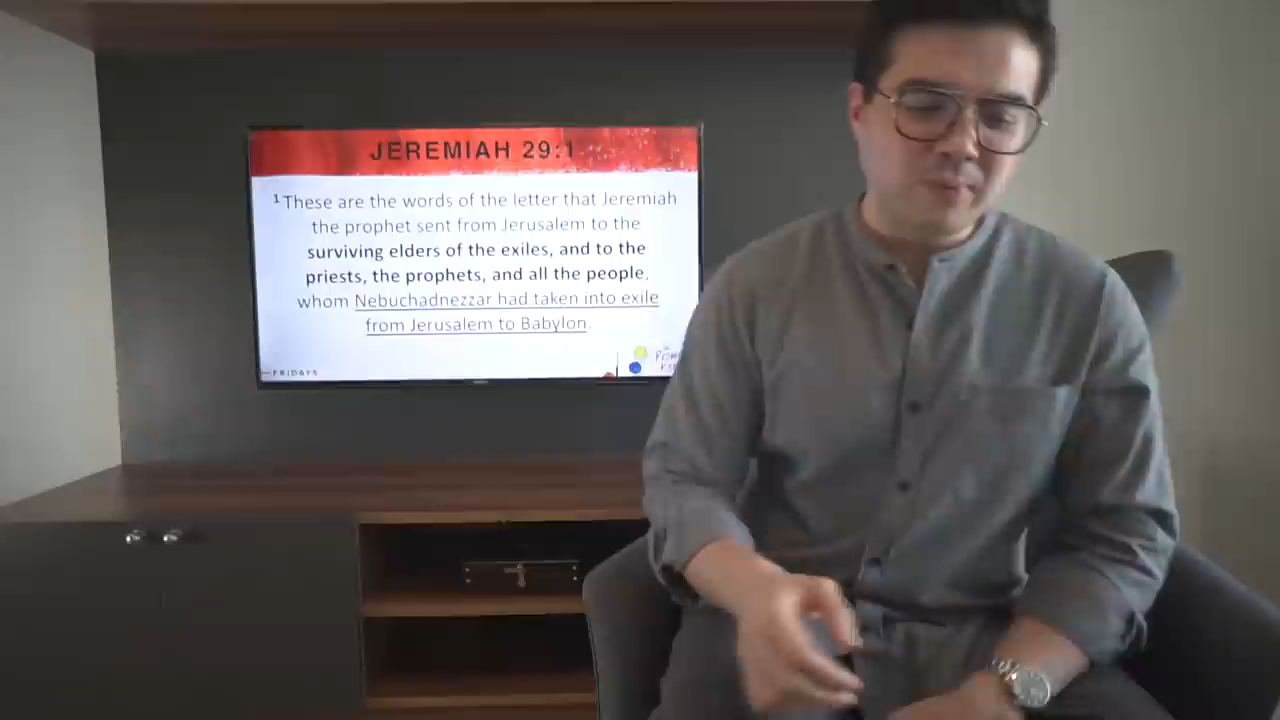 JEREMIAH 29:1
1 These are the words of the letter that Jeremiah
the prophet sent from Jerusalem to the
surviving elders of the exiles, and to the
priests, the prophets, and all the people,
whom Nebuchadnezzar had taken into exile
from Jerusalem to Babylon.
FRIDAYS